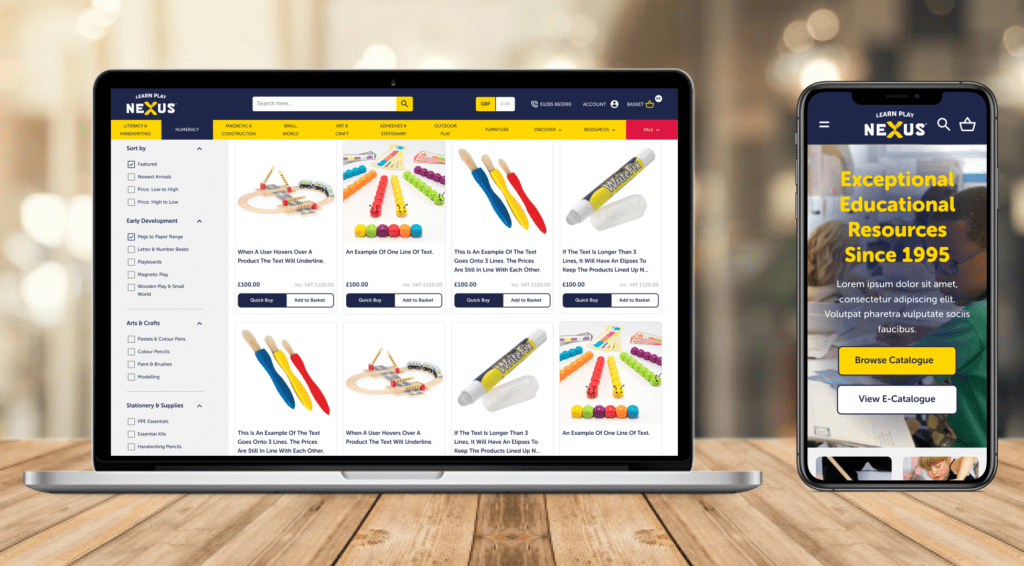 LEARN PLAY
NEXUS
Search here...
GBP
EUR
01285 863990
ACCOUNT
BASKET
LITERACY &
HANDWRITING
NUMERACY
MAGNETIC &
CONSTRUCTION
SMALL
WORLD
ART &
CRAFT
ADHESIVES &
STATIONARY
OUTDOOR
PLAY
FURNITURE
DISCOVER
RESOURCES
SALE
Sort by
Featured
Newest Arrivals
Price: Low to High
Price: High to Low
Early Development
Pegs to Paper Range
Letter & Number Beads
Playboards
Magnetic Play
Wooden Play & Small
World
Arts & Crafts
Pastels & Colour Pens
Colour Pencils
Paint & Brushes
Modelling
Stationery & Supplies
PPE Essentials
Essential Kits
Handwriting Pencils
When A User Hovers Over A
Product The Text Will Underline.
£100.00
inc. VAT £120.00
Quick Buy
Add to Basket
An Example Of One Line Of Text.
£100.00
inc. VAT £120.00
Quick Buy
Add to Basket
This Is An Example Of The Text
Goes Onto 3 Lines. The Prices
Are Still In Line With Each Other.
£100.00
inc. VAT £120.00
Quick Buy
Add to Basket
If The Text Is Longer Than 3
Lines, It Will Have An Elipses To
Keep The Products Lined Up N...
£100.00
inc. VAT £120.00
Quick Buy
Add to Basket
This Is An Example Of The Text
Goes Onto 3 Lines. The Prices
Are Still In Line With Each Other.
When A User Hovers Over A
Product The Text Will Underline.
If The Text Is Longer Than 3
Lines, It Will Have An Elipses To
Keep The Products Lined Up N...
An Example Of One Line Of Text.
LEARN PLAY
NEXUS
Exceptional
Educational
Resources
Since 1995
Lorem ipsum dolor sit amet,
consectetur adipiscing elit.
Volutpat pharetra vulputate sociis
faucibus.
Browse Catalogue
View E-Catalogue